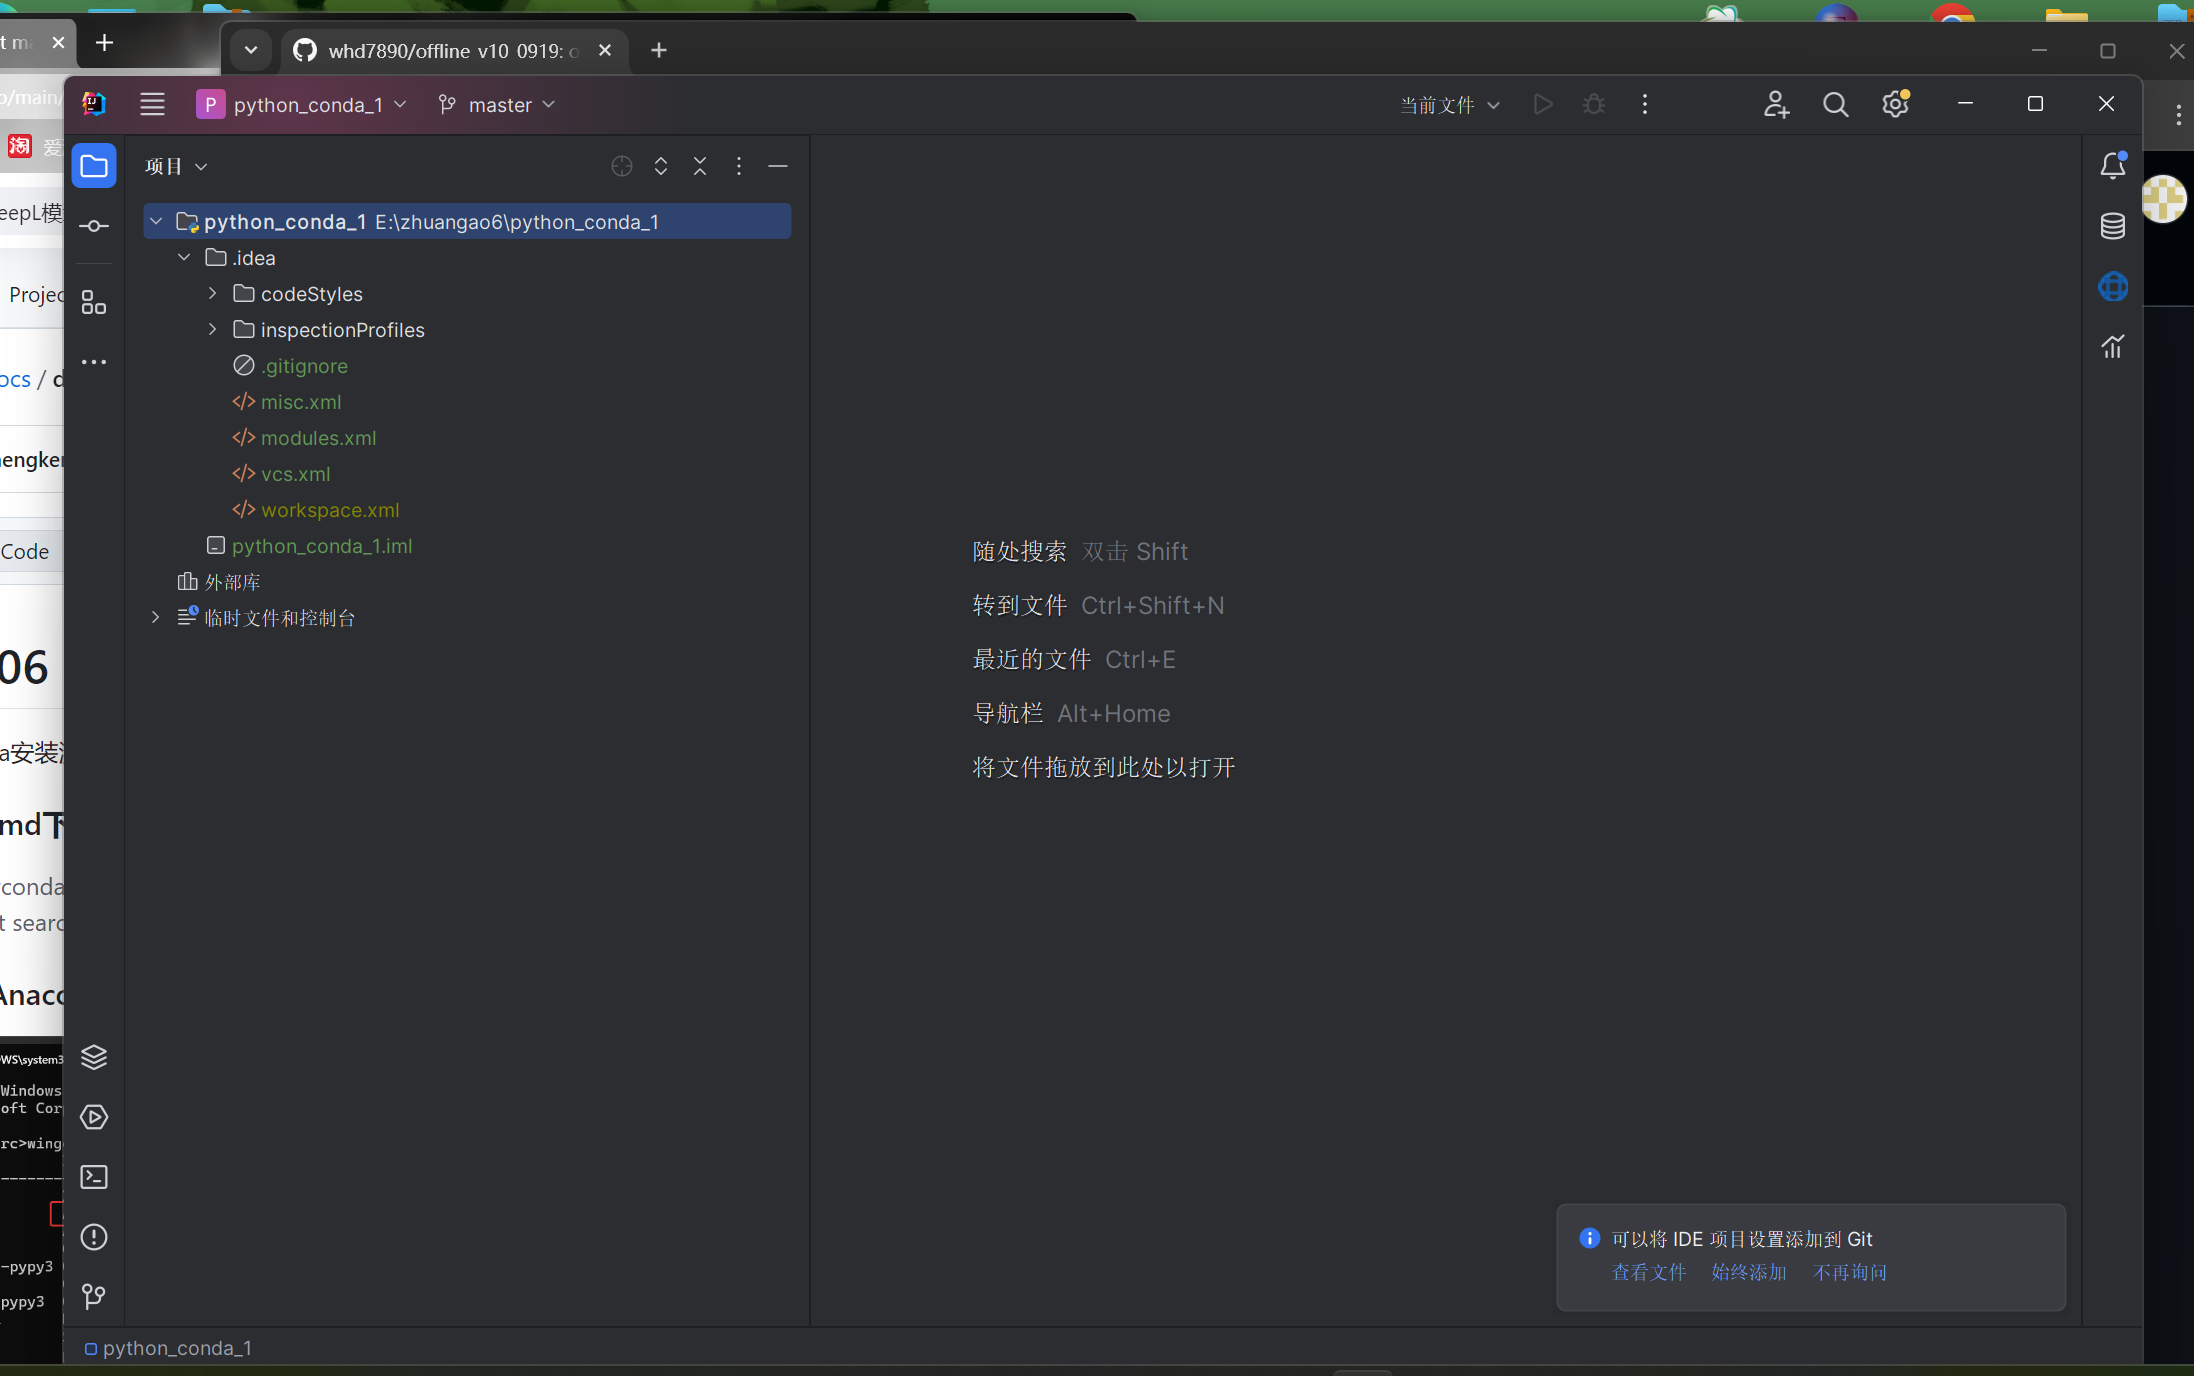 whd7890/offline v10 0919: o
python_conda_1
master
当前文件
项目
python_conda_1 E:\zhuangao6\python_conda_1
.idea
codeStyles
inspectionProfiles
.gitignore
misc.xml
modules.xml
vcs.xml
workspace.xml
python_conda_1.iml
外部库
临时文件和控制台
随处搜索 双击 Shift
转到文件 Ctrl+Shift+N
最近的文件 Ctrl+E
导航栏 Alt+Home
将文件拖放到此处以打开
可以将 IDE 项目设置添加到 Git
查看文件 始终添加 不再询问
python_conda_1
t m
o/main/
淘 爱
eepL模
Projec
ocs / d
engke
Code
06
a安装
md下
conda
t searc
Anaco
WS\system3
Windows
oft Cor
rc>wing
--------
-pypy3
pypy3
P
IJ